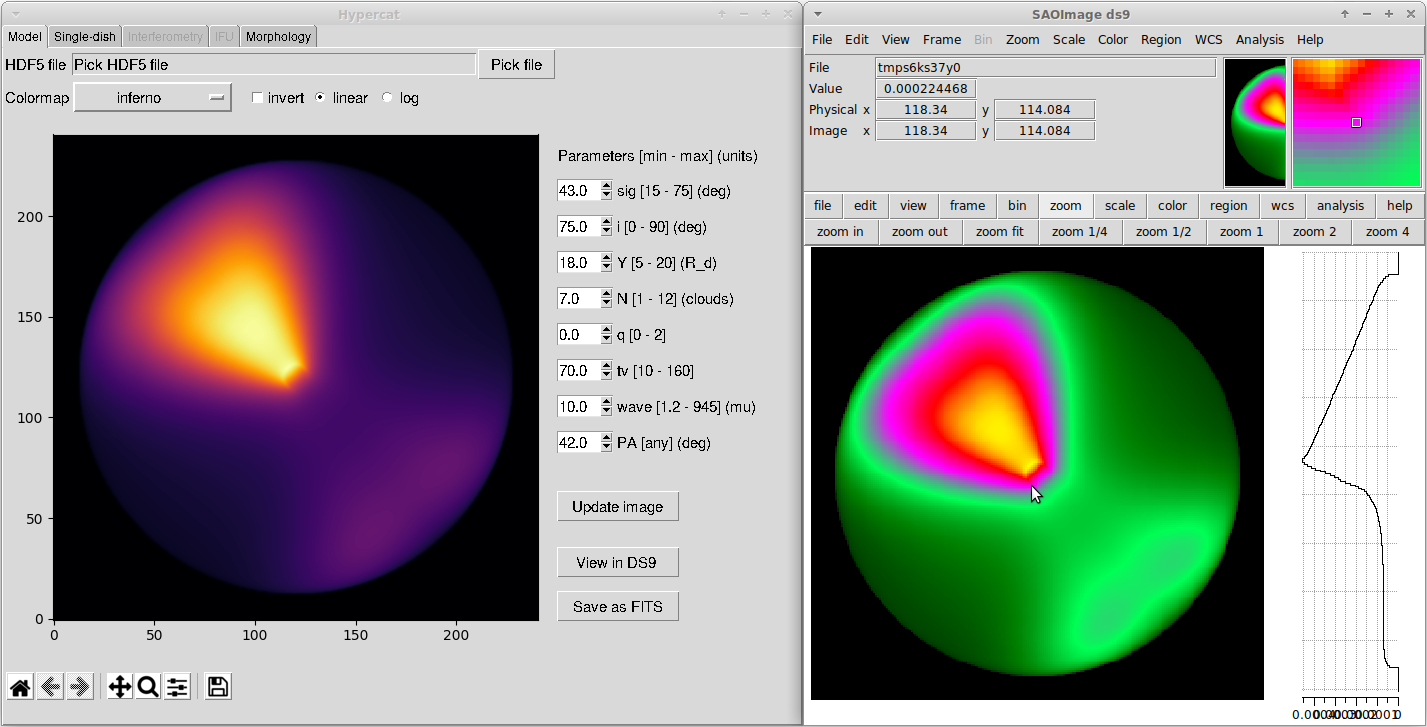 Hypercat
Model Single-dish Interferometry IFU Morphology
HDF5 file Pick HDF5 file Pick file
Colormap inferno invert linear log
200
150
100
50
0
0 50 100 150 200
Parameters [min - max] (units)
43.0 sig [15 - 75] (deg)
75.0 i [0 - 90] (deg)
18.0 Y [5 - 20] (R_d)
7.0 N [1 - 12] (clouds)
0.0 q [0 - 2]
70.0 tv [10 - 160]
10.0 wave [1.2 - 945] (mu)
42.0 PA [any] (deg)
Update image
View in DS9
Save as FITS
SAOImage ds9
File Edit View Frame Bin Zoom Scale Color Region WCS Analysis Help
File tmps6ks37y0
Value 0.000224468
Physical x 118.34 y 114.084
Image x 118.34 y 114.084
file edit view frame bin zoom scale color region wcs analysis help
zoom in zoom out zoom fit zoom 1/4 zoom 1/2 zoom 1 zoom 2 zoom 4